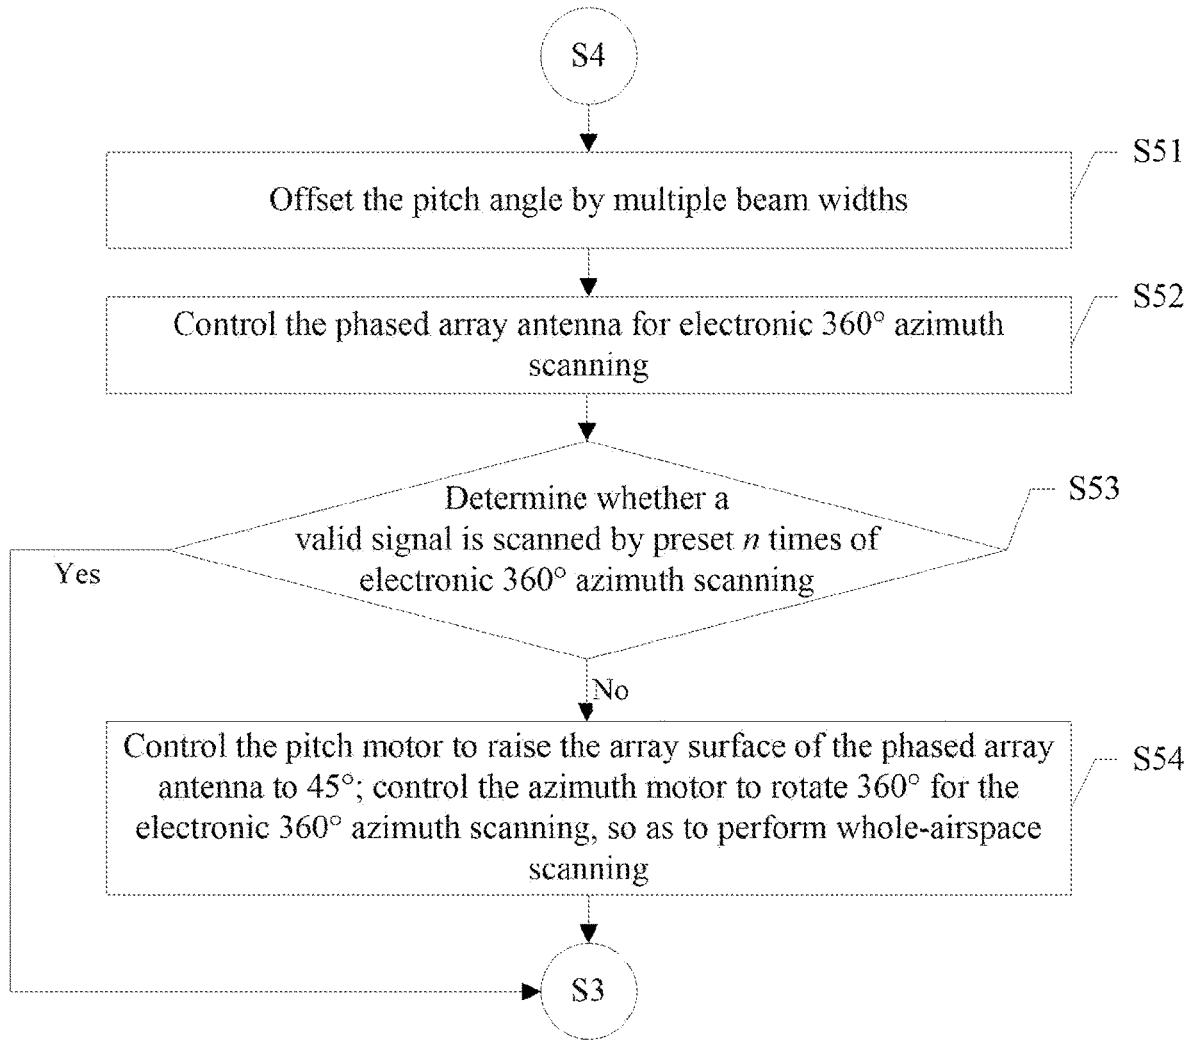 S4
S51
Offset the pitch angle by multiple beam widths
S52
Control the phased array antenna for electronic 360° azimuth
scanning
S53
Determine whether a
valid signal is scanned by preset n times of
electronic 360° azimuth scanning
Yes
No
Control the pitch motor to raise the array surface of the phased array
antenna to 45°; control the azimuth motor to rotate 360° for the
electronic 360° azimuth scanning, so as to perform whole-airspace
scanning
S54
S3